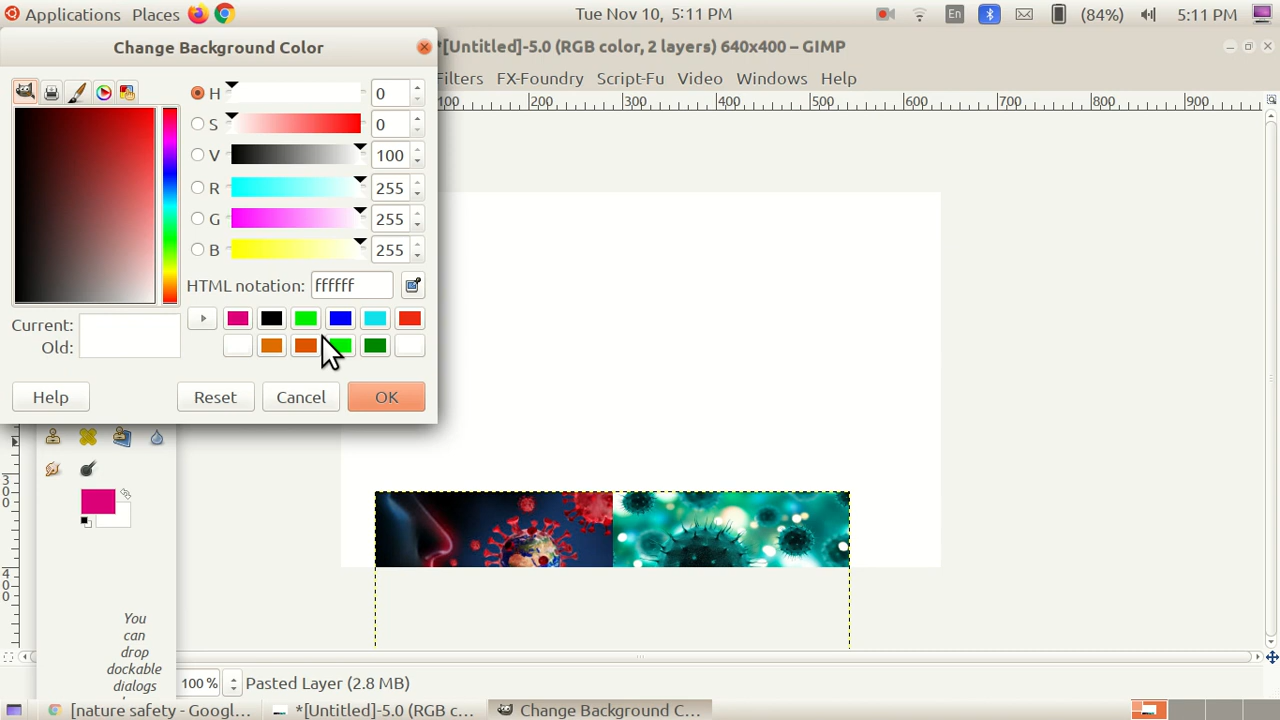 Applications Places Tue Nov 10, 5:11 PM En (84%) 5:11 PM
Change Background Color
*[Untitled]-5.0 (RGB color, 2 layers) 640x400 – GIMP
Filters FX-Foundry Script-Fu Video Windows Help
100 200 300 400 500 600 700 800 900
H 0
S 0
V 100
R 255
G 255
B 255
HTML notation: ffffff
Current:
Old:
Help Reset Cancel OK
300
400
You
can
drop
dockable
dialogs
100 % Pasted Layer (2.8 MB)
[nature safety - Googl... *[Untitled]-5.0 (RGB c... Change Background C...